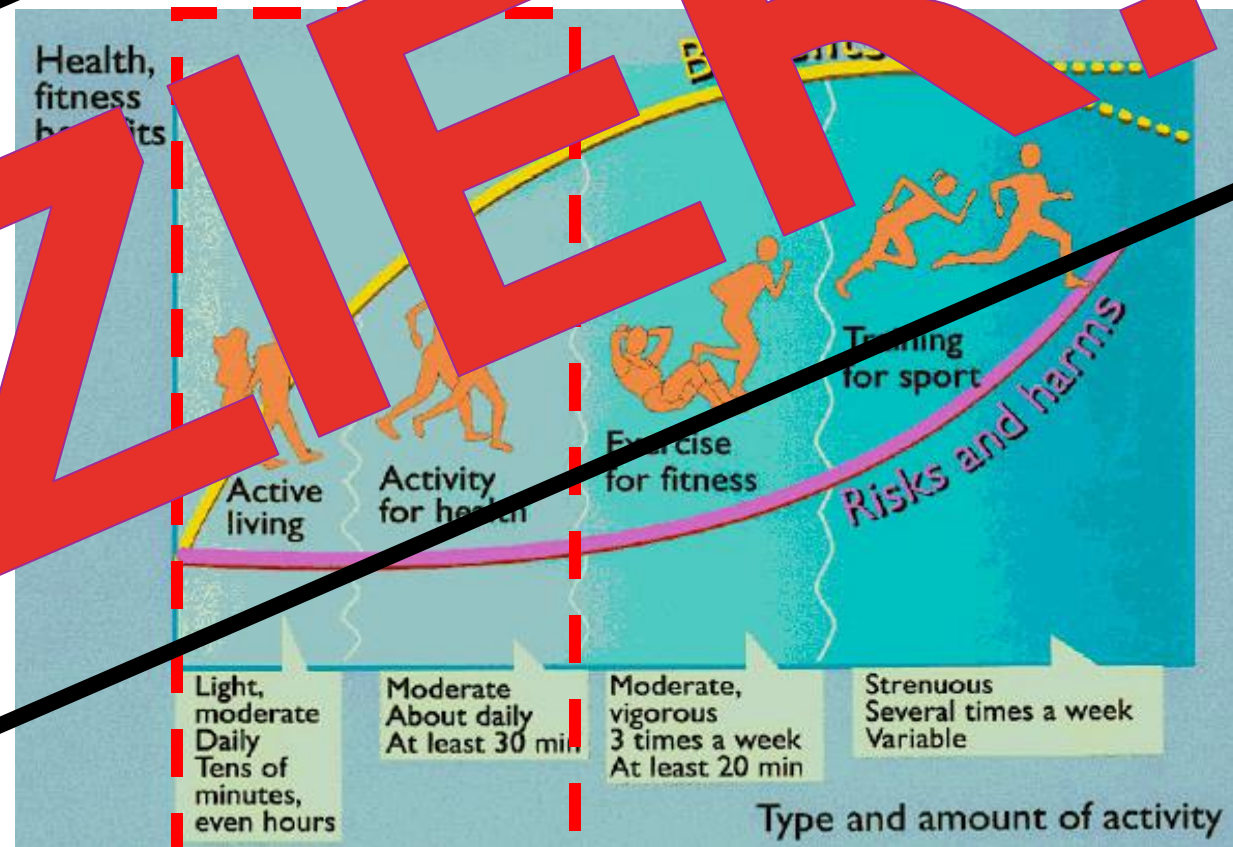 ZIER.
Health,
fitness
Active
living
Activity
for health
Exercise
for fitness
Training
for sport
Risks and harms
Light,
moderate
Daily
Tens of
minutes,
even hours
Moderate
About daily
At least 30 min
Moderate,
vigorous
3 times a week
At least 20 min
Strenuous
Several times a week
Variable
Type and amount of activity